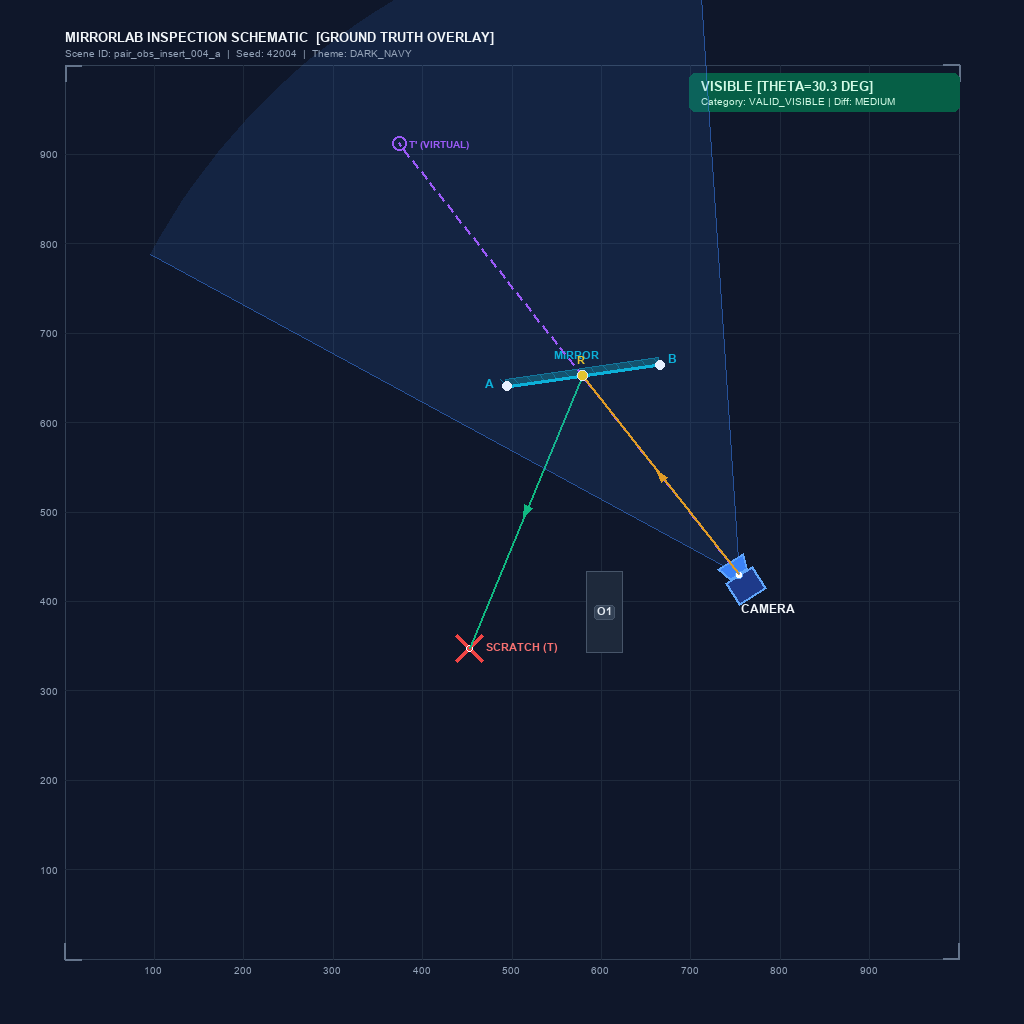 MIRRORLAB INSPECTION SCHEMATIC [GROUND TRUTH OVERLAY]
Scene ID: pair_obs_insert_004_a | Seed: 42004 | Theme: DARK_NAVY
VISIBLE [THETA=30.3 DEG]
Category: VALID_VISIBLE | Diff: MEDIUM
T' (VIRTUAL)
MIRROR
R
A
B
CAMERA
O1
SCRATCH (T)
900
800
700
600
500
400
300
200
100
100 200 300 400 500 600 700 800 900